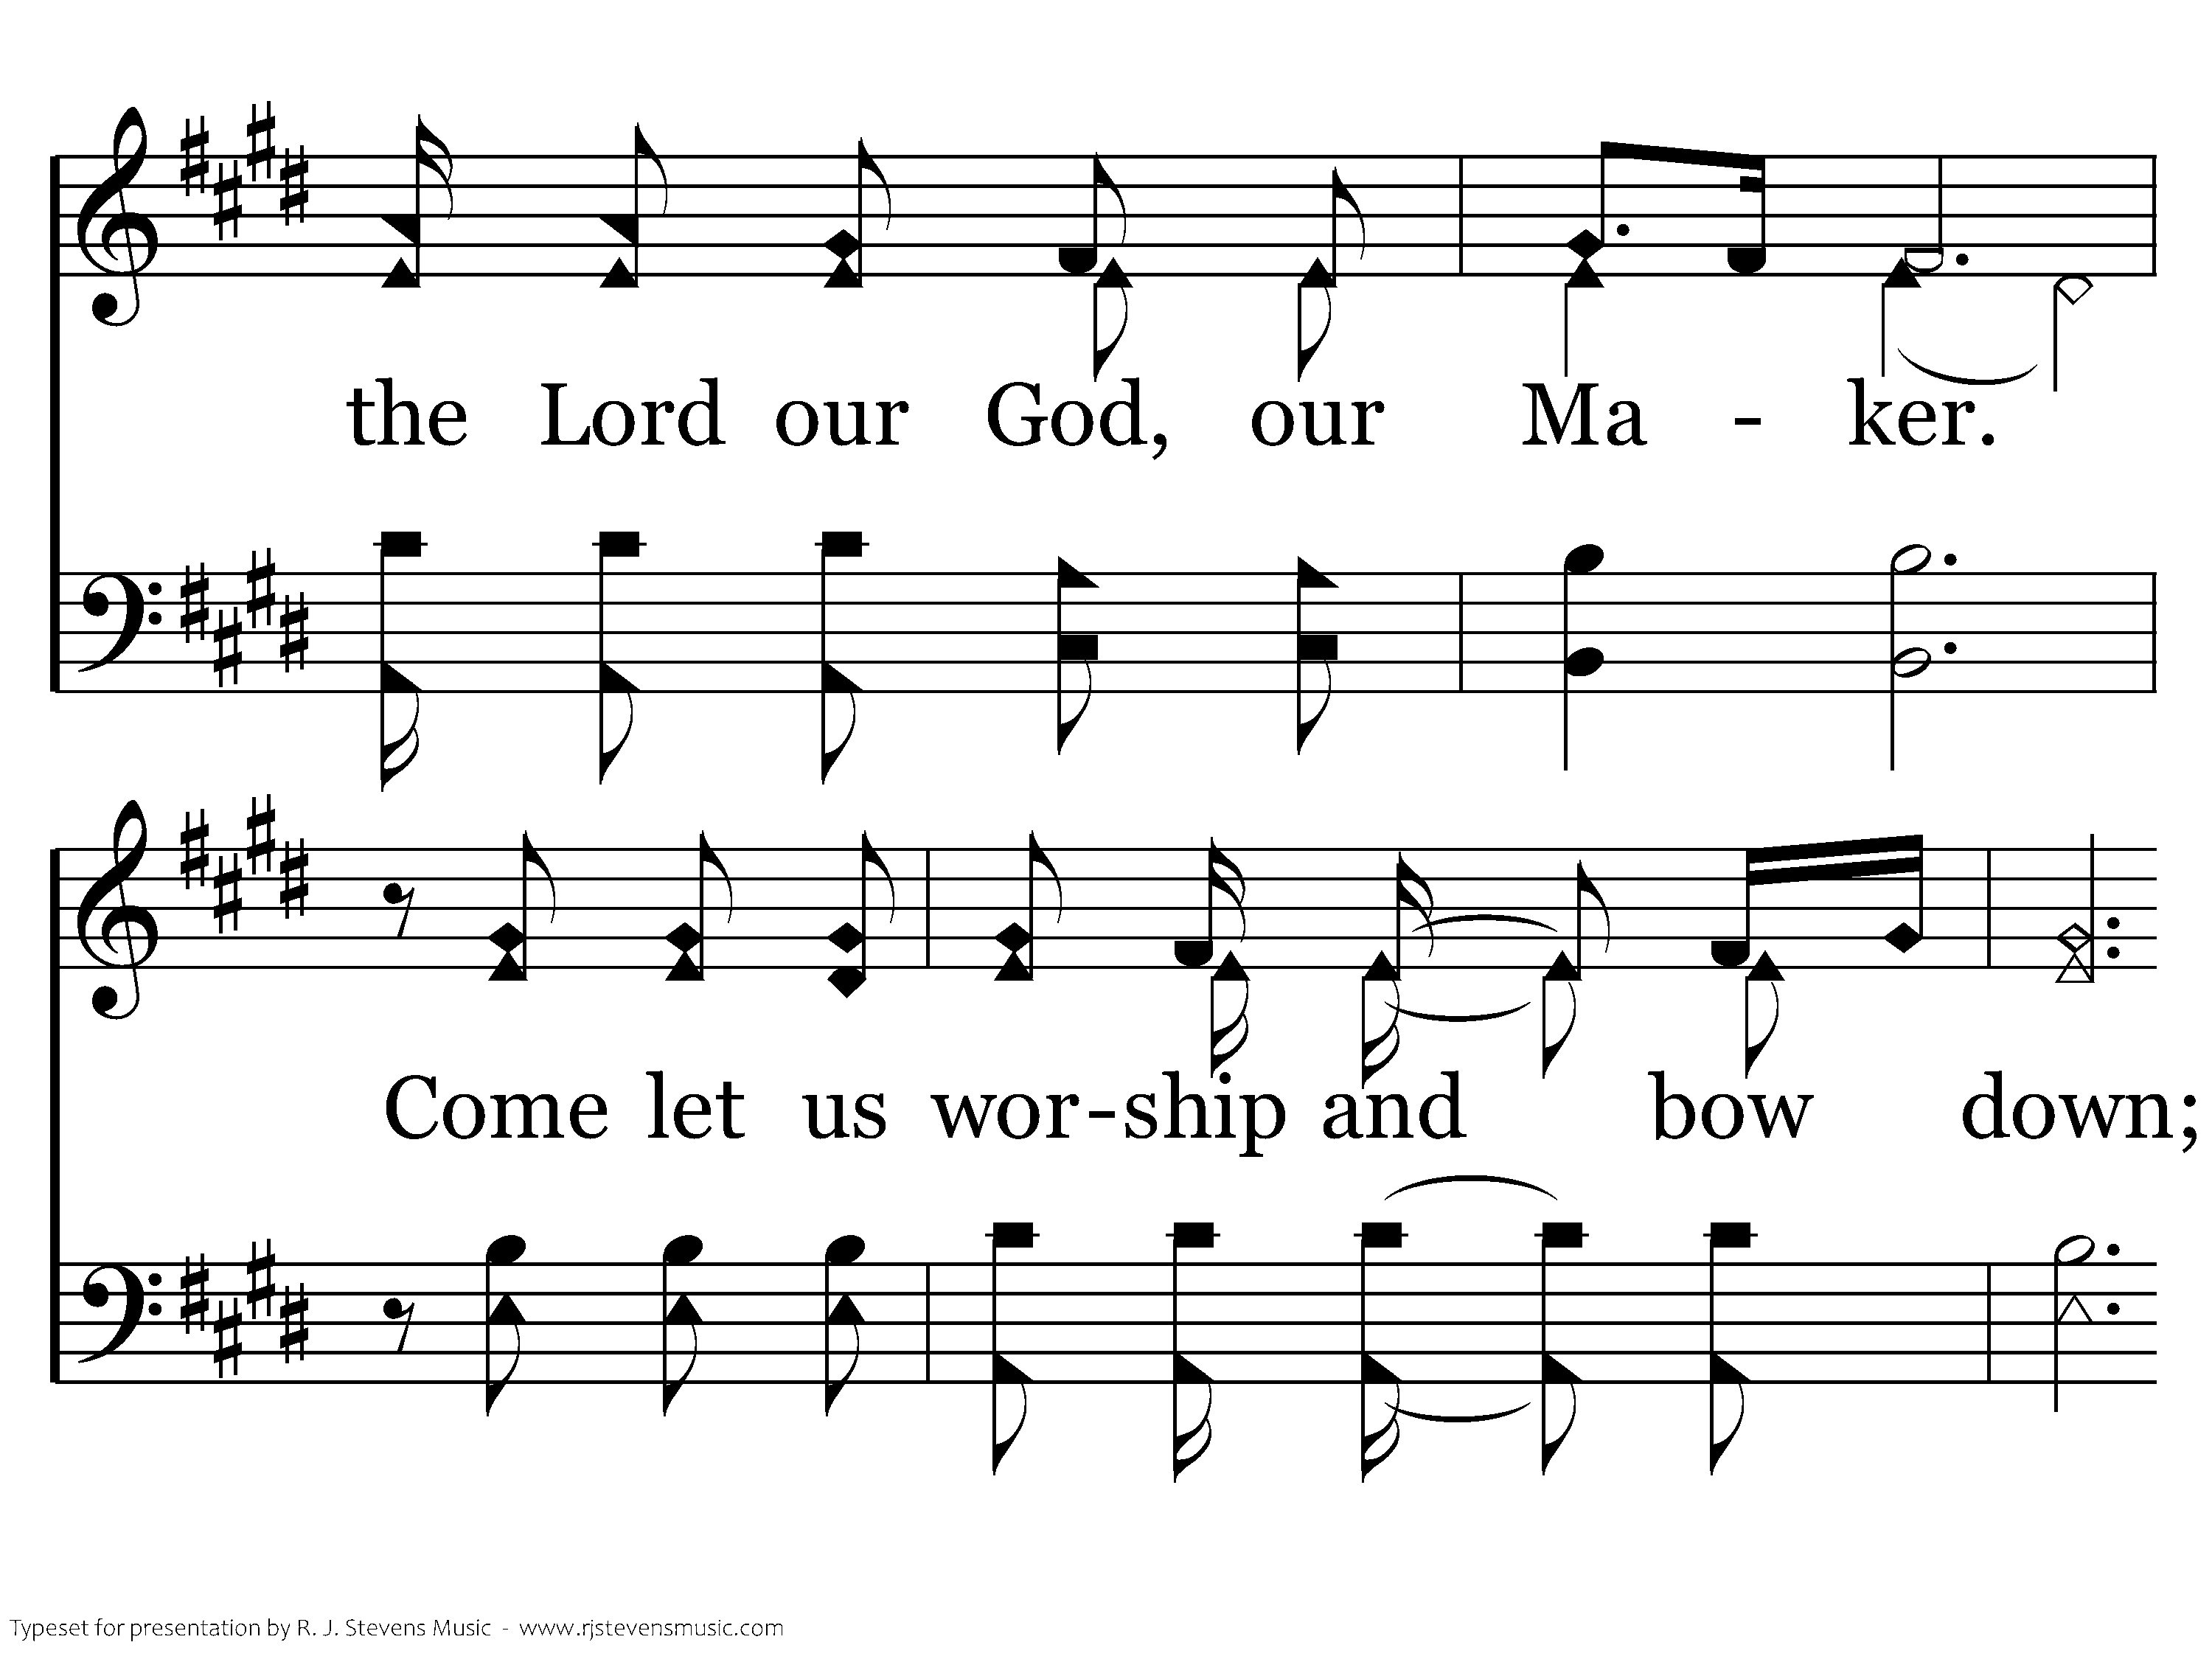 the Lord our God, our Ma - ker.
Come let us wor-ship and bow down;
Typeset for presentation by R. J. Stevens Music - www.rjstevensmusic.com